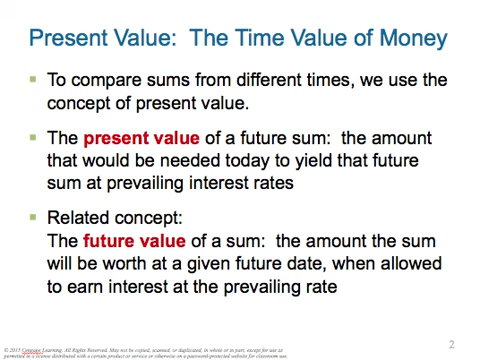 Present Value: The Time Value of Money
To compare sums from different times, we use the
concept of present value.
The present value of a future sum: the amount
that would be needed today to yield that future
sum at prevailing interest rates
Related concept:
The future value of a sum: the amount the sum
will be worth at a given future date, when allowed
to earn interest at the prevailing rate
© 2015 Cengage Learning. All Rights Reserved. May not be copied, scanned, or duplicated, in whole or in part, except for use as
permitted in a license distributed with a certain product or service or otherwise on a password-protected website for classroom use.
2